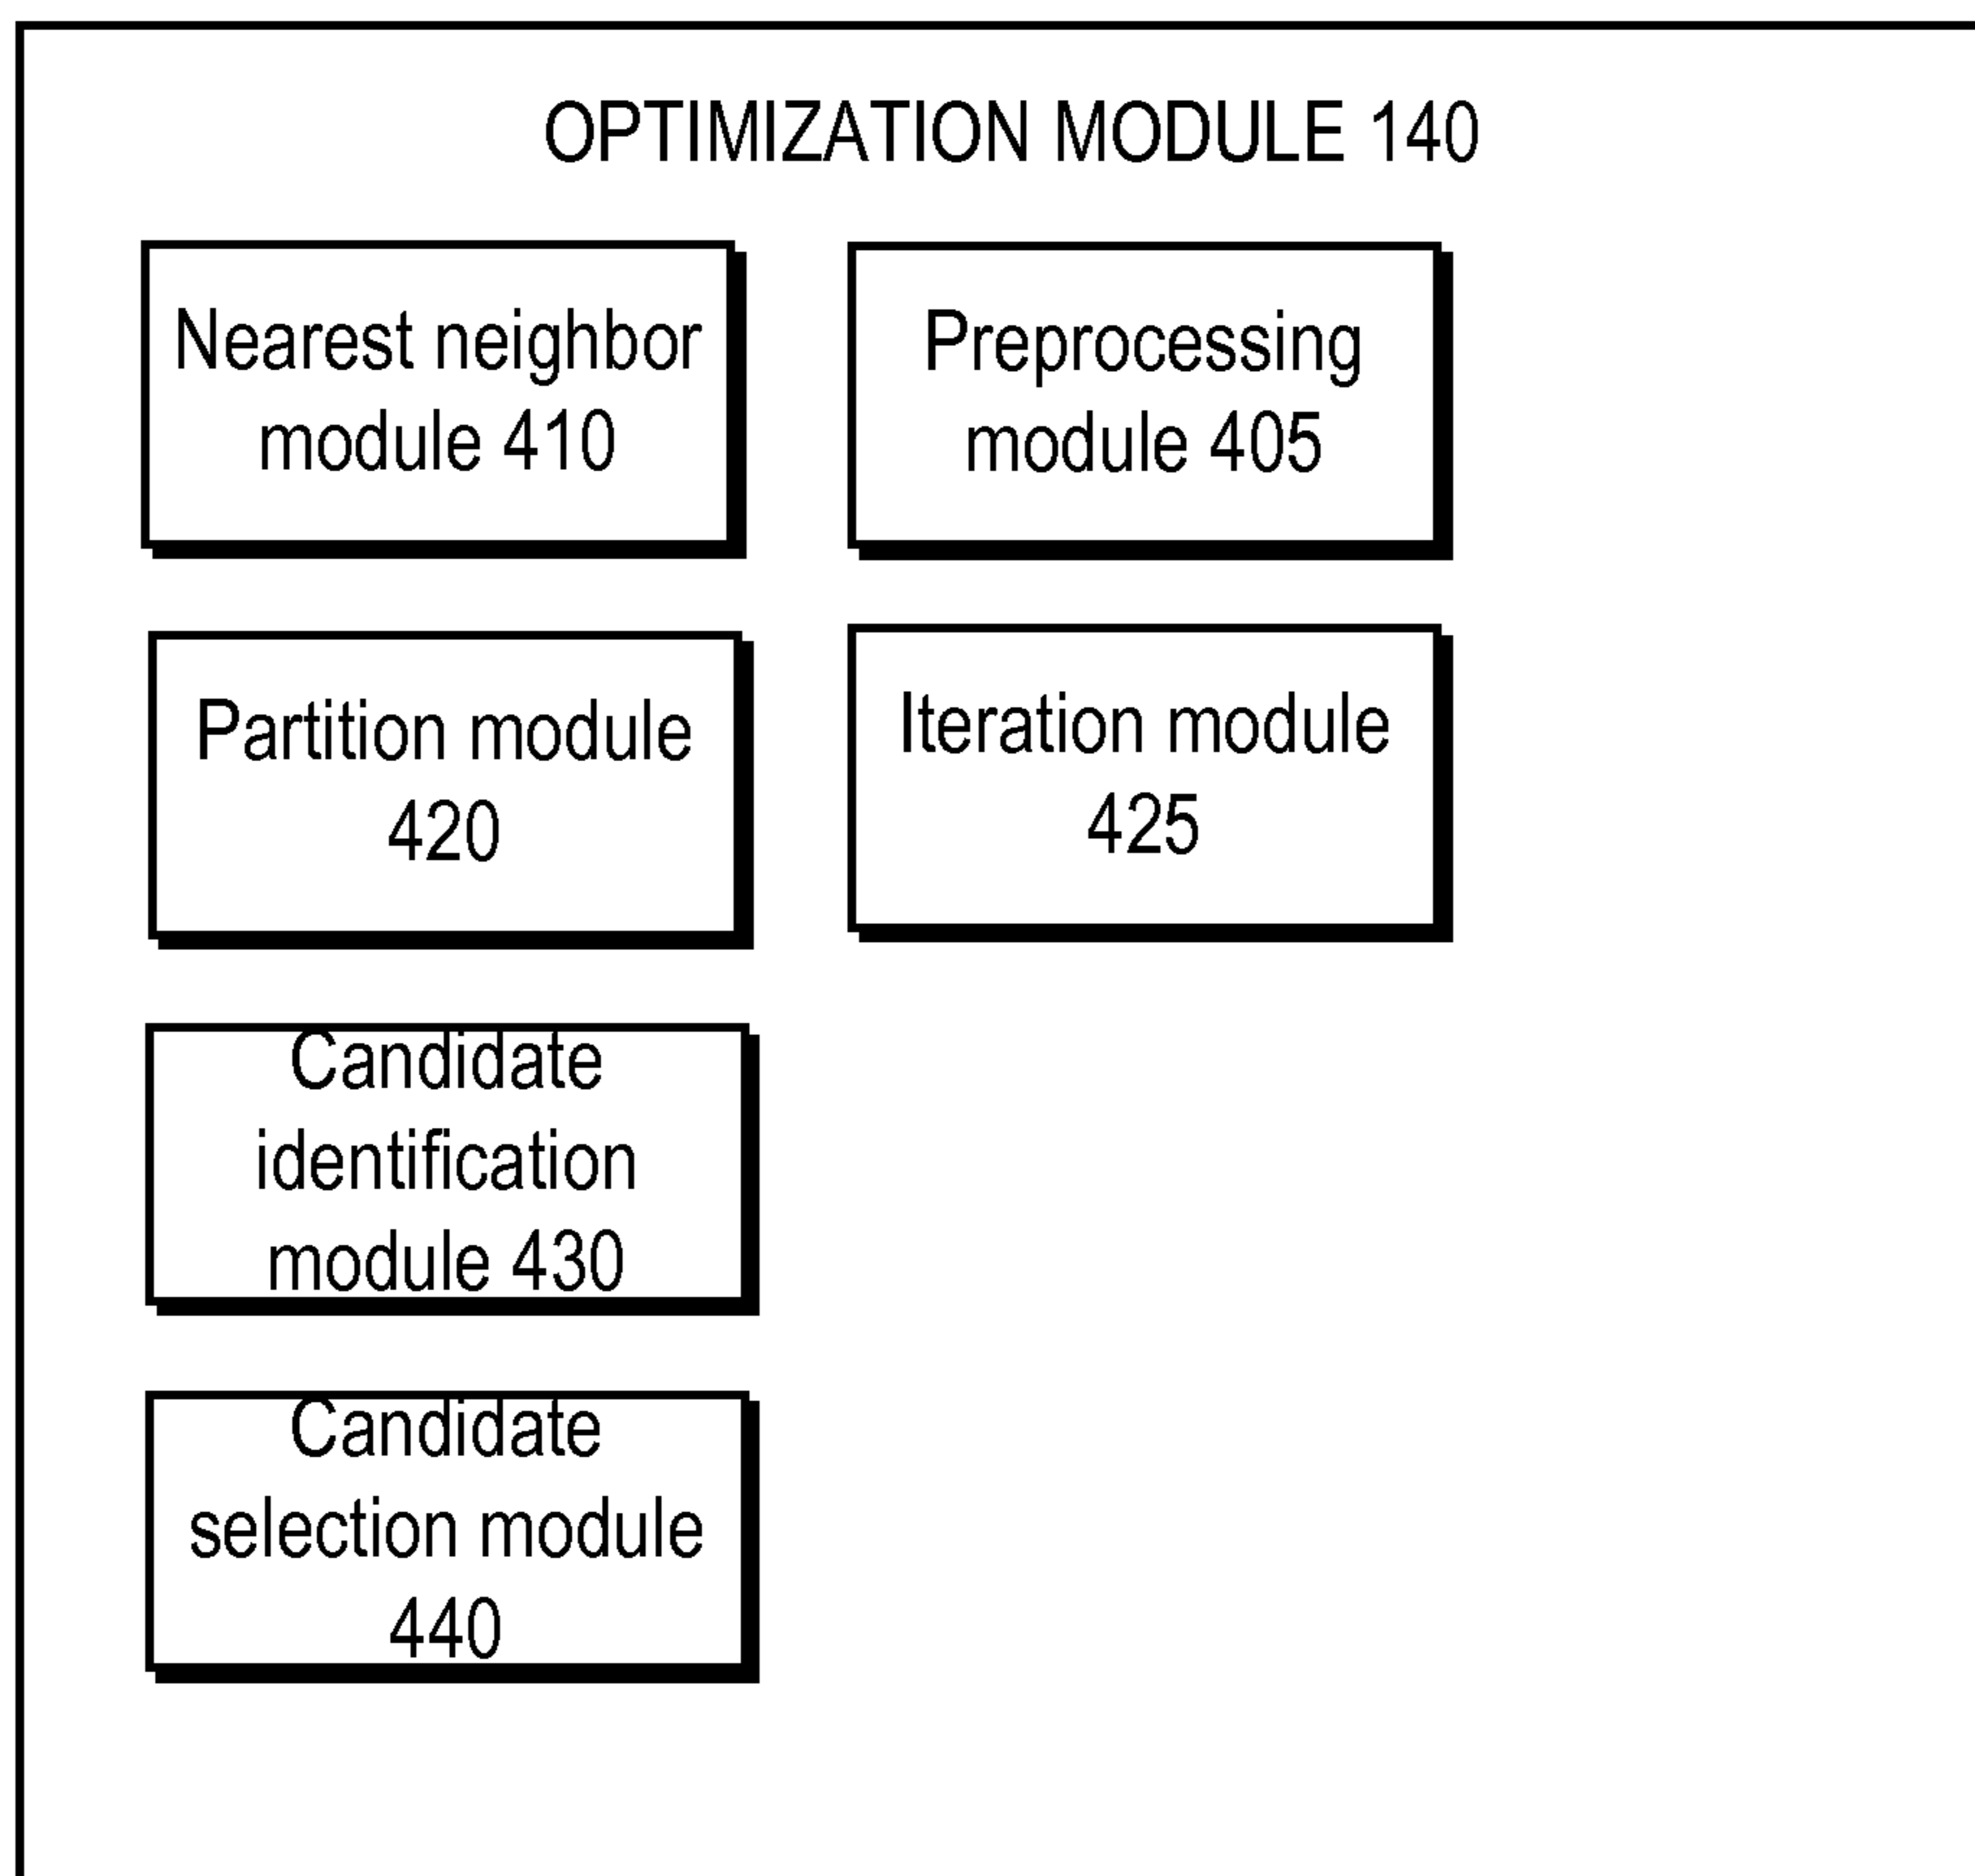 OPTIMIZATION MODULE 140
Nearest neighbor
module 410
Preprocessing
module 405
Partition module
420
Iteration module
425
Candidate
identification
module 430
Candidate
selection module
440